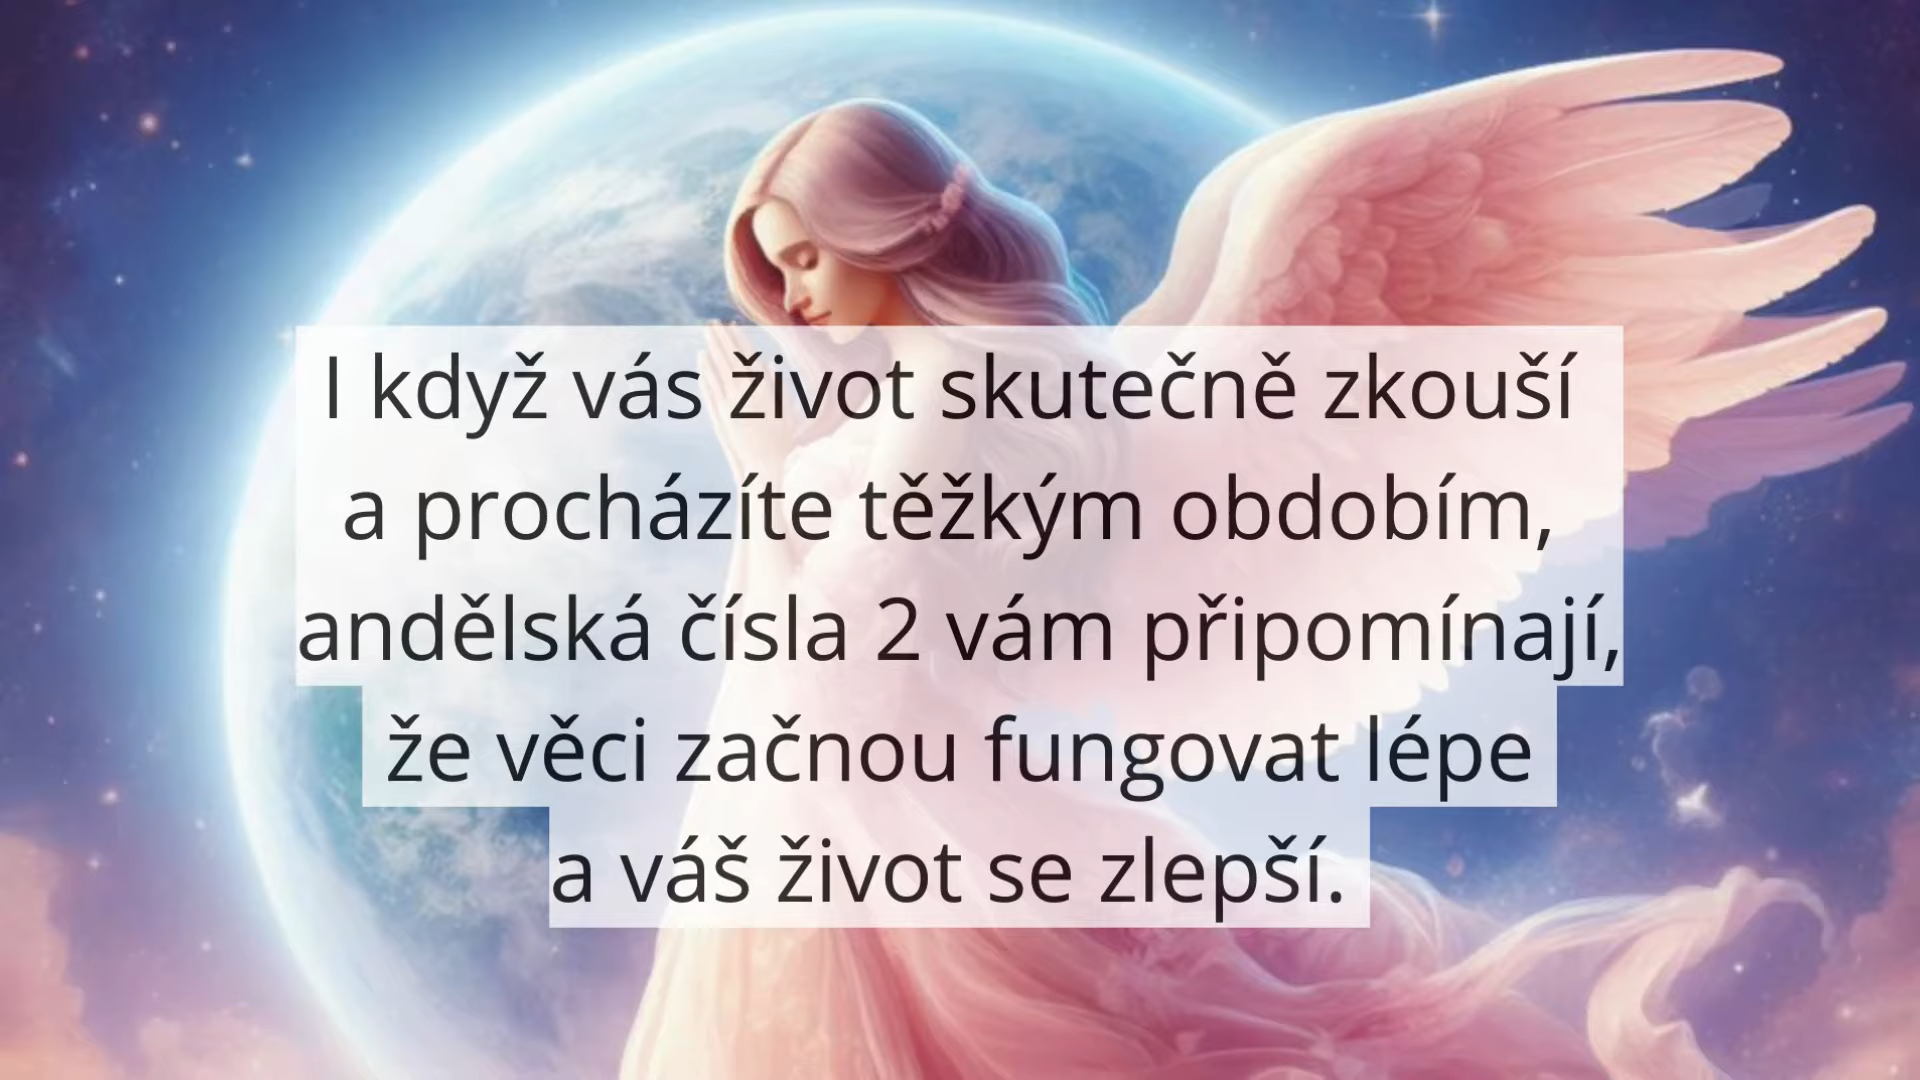 I když vás život skutečně zkouší
a procházíte těžkým obdobím,
andělská čísla 2 vám připomínají,
že věci začnou fungovat lépe
a váš život se zlepší.